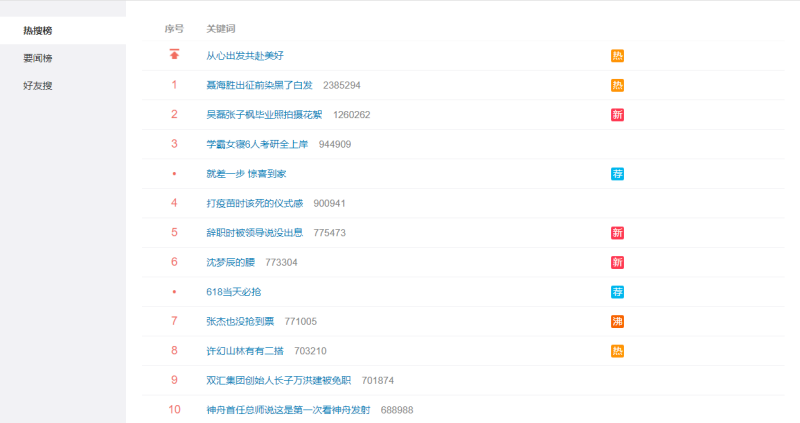 热搜榜
要闻榜
好友搜
序号 关键词
从心出发共赴美好 热
1 聂海胜出征前染黑了白发 2385294 热
2 吴磊张子枫毕业照拍摄花絮 1260262 新
3 学霸女寝6人考研全上岸 944909
• 就差一步 惊喜到家 荐
4 打疫苗时该死的仪式感 900941
5 辞职时被领导说没出息 775473 新
6 沈梦辰的腰 773304 新
• 618当天必抢 荐
7 张杰也没抢到票 771005 沸
8 许幻山林有有二搭 703210 热
9 双汇集团创始人长子万洪建被免职 701874
10 神舟首任总师说这是第一次看神舟发射 688988